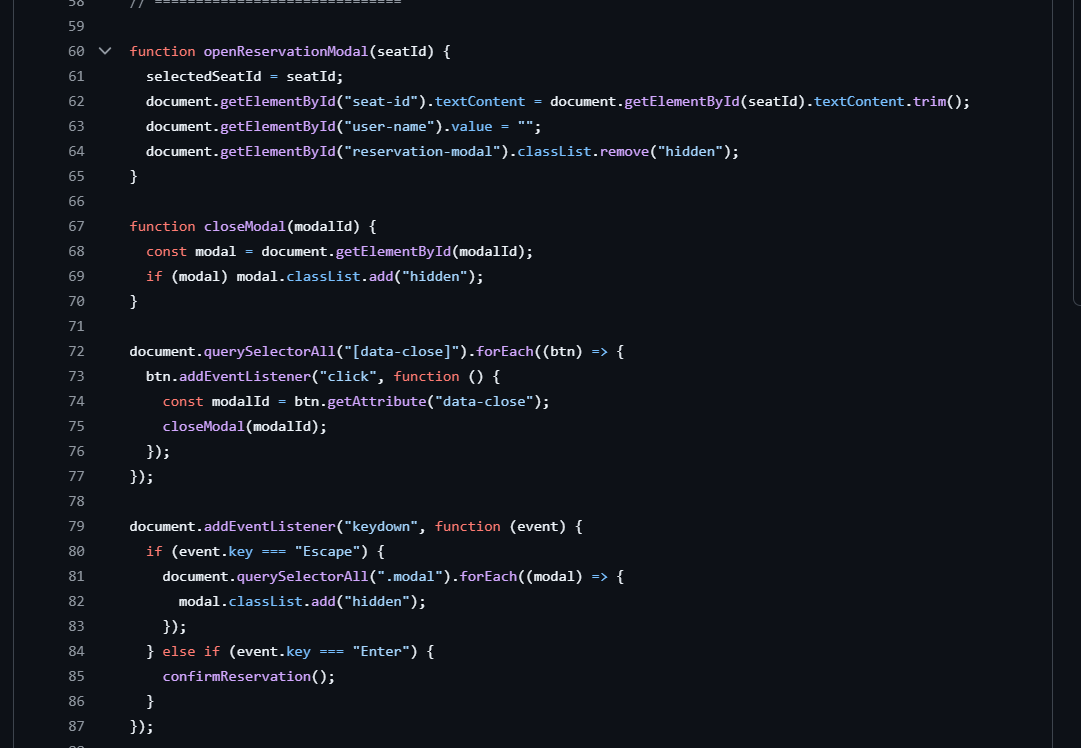 58 // ==============================
59
60 function openReservationModal(seatId) {
61 selectedSeatId = seatId;
62 document.getElementById("seat-id").textContent = document.getElementById(seatId).textContent.trim();
63 document.getElementById("user-name").value = "";
64 document.getElementById("reservation-modal").classList.remove("hidden");
65 }
66
67 function closeModal(modalId) {
68 const modal = document.getElementById(modalId);
69 if (modal) modal.classList.add("hidden");
70 }
71
72 document.querySelectorAll("[data-close]").forEach((btn) => {
73 btn.addEventListener("click", function () {
74 const modalId = btn.getAttribute("data-close");
75 closeModal(modalId);
76 });
77 });
78
79 document.addEventListener("keydown", function (event) {
80 if (event.key === "Escape") {
81 document.querySelectorAll(".modal").forEach((modal) => {
82 modal.classList.add("hidden");
83 });
84 } else if (event.key === "Enter") {
85 confirmReservation();
86 }
87 });